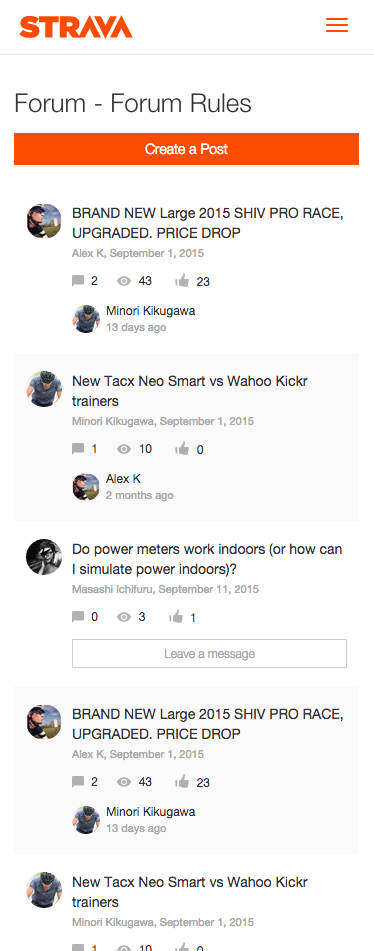 STRAVA
Forum - Forum Rules
Create a Post
BRAND NEW Large 2015 SHIV PRO RACE,
UPGRADED. PRICE DROP
Alex K, September 1, 2015
2 43 23
Minori Kikugawa
13 days ago
New Tacx Neo Smart vs Wahoo Kickr
trainers
Minori Kikugawa, September 1, 2015
1 10 0
Alex K
2 months ago
Do power meters work indoors (or how can
I simulate power indoors)?
Masashi Ichifuru, September 11, 2015
0 3 1
Leave a message
BRAND NEW Large 2015 SHIV PRO RACE,
UPGRADED. PRICE DROP
Alex K, September 1, 2015
2 43 23
Minori Kikugawa
13 days ago
New Tacx Neo Smart vs Wahoo Kickr
trainers
Minori Kikugawa, September 1, 2015
1 10 0